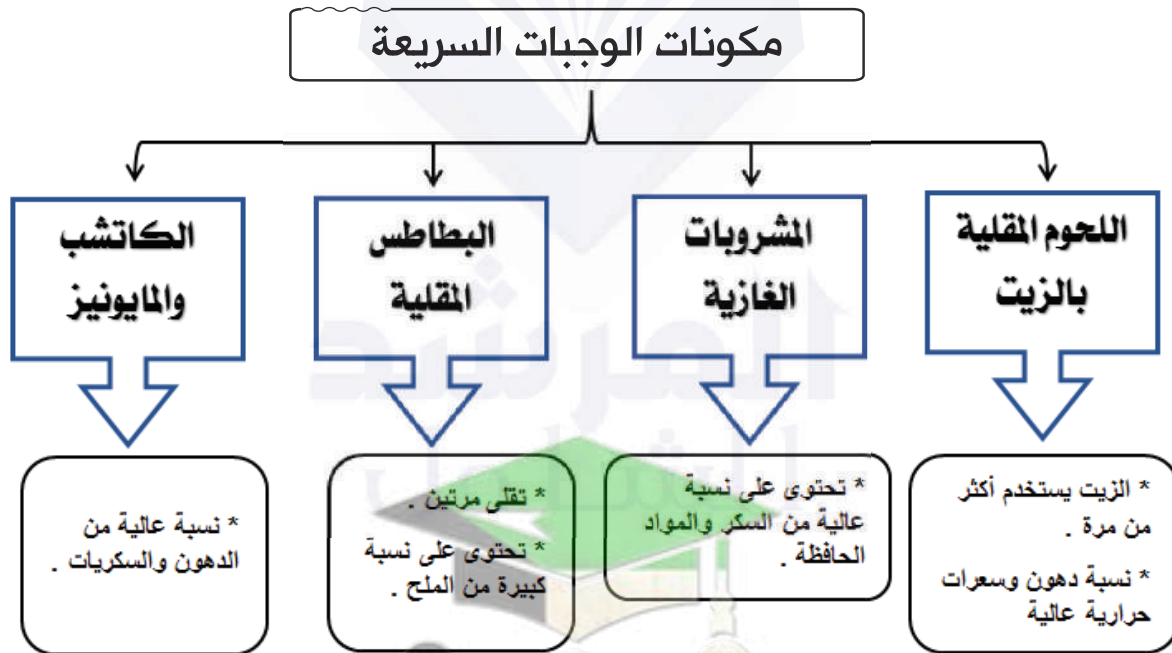 مكونات الوجبات السريعة
اللحوم المقلية
بالزيت
المشروبات
الغازية
البطاطس
المقلية
الكاتشب
والمايونيز
* الزيت يستخدم أكثر
من مرة .
* نسبة دهون وسعرات
حرارية عالية
* تحتوى على نسبة
عالية من السكر والمواد
الحافظة .
* تقلى مرتين .
* تحتوى على نسبة
كبيرة من الملح .
* نسبة عالية من
الدهون والسكريات .
المرشد